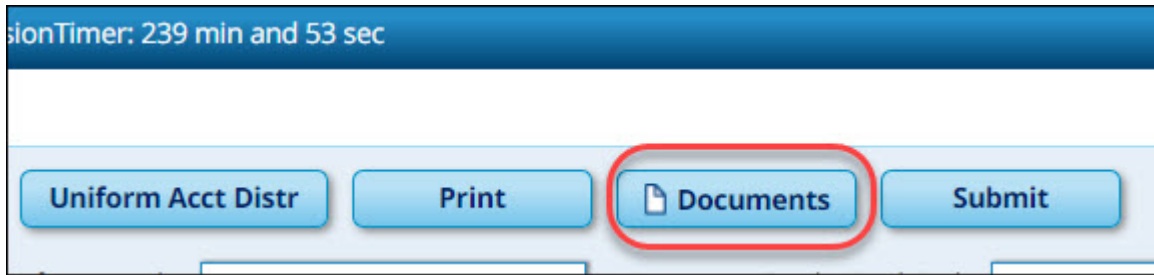 sionTimer: 239 min and 53 sec
Uniform Acct Distr Print Documents Submit